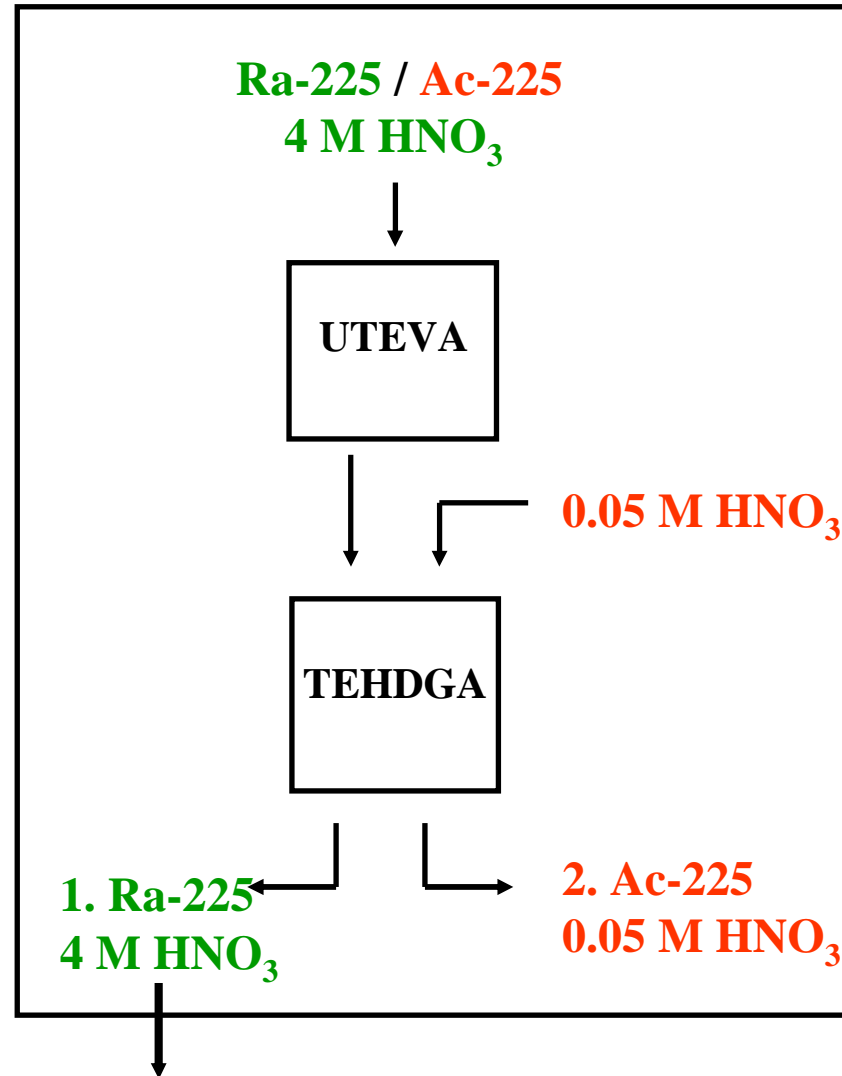 Ra-225 / Ac-225
4 M HNO₃
UTEVA
0.05 M HNO₃
TEHDGA
1. Ra-225
4 M HNO₃
2. Ac-225
0.05 M HNO₃